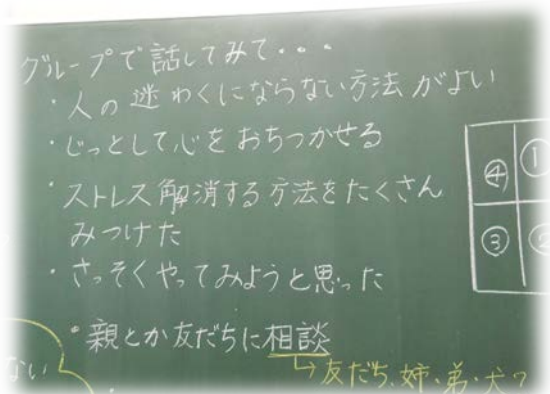 グループで話してみて・・・
・人の迷わくにならない方法がよい
・じっとして心をおちつかせる
・ストレス解消する方法をたくさん
みつけた
・さっそくやってみようと思った
・親とか友だちに相談
→友だち・姉・弟・犬?
④ ①
③
ない